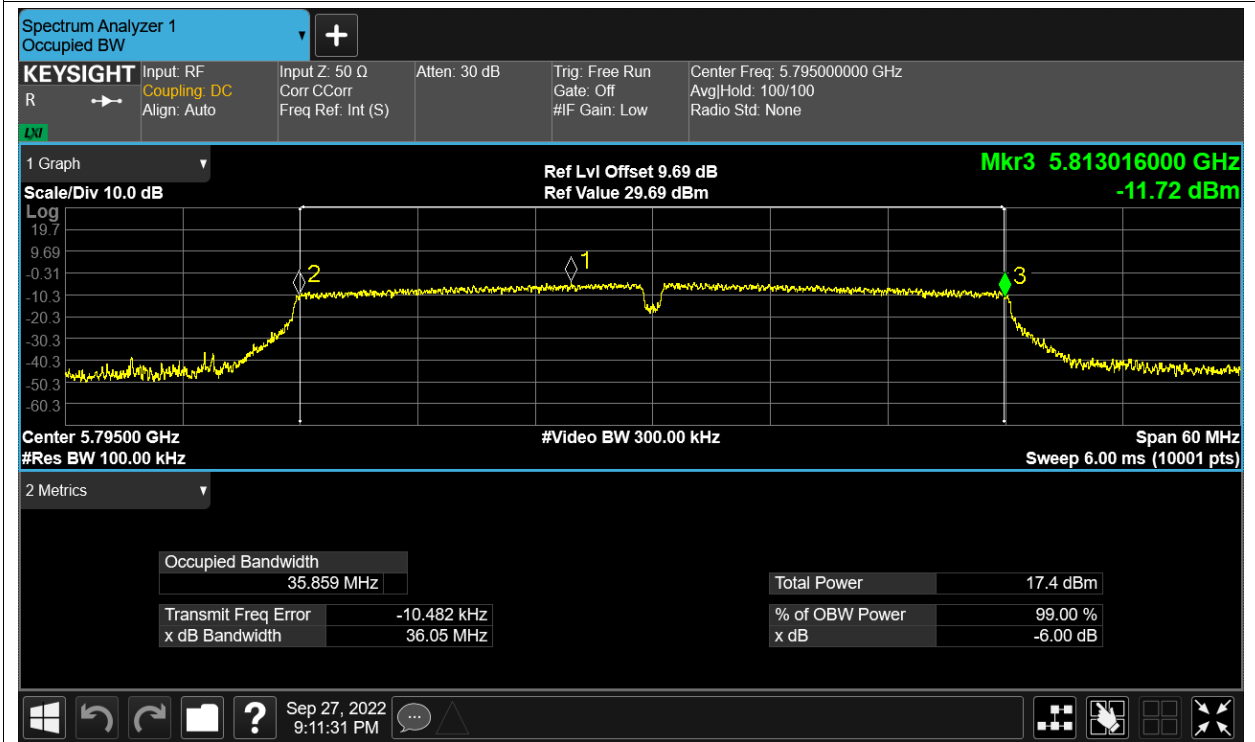 Spectrum Analyzer 1
Occupied BW
+
KEYSIGHT
R
LXI
Input: RF
Coupling: DC
Align: Auto
Input Z: 50 Ω
Corr CCorr
Freq Ref: Int (S)
Atten: 30 dB
Trig: Free Run
Gate: Off
#IF Gain: Low
Center Freq: 5.795000000 GHz
Avg|Hold: 100/100
Radio Std: None
1 Graph
Scale/Div 10.0 dB
Ref Lvl Offset 9.69 dB
Ref Value 29.69 dBm
Mkr3 5.813016000 GHz
-11.72 dBm
Log
19.7
9.69
-0.31
-10.3
-20.3
-30.3
-40.3
-50.3
-60.3
2
1
3
Center 5.79500 GHz
#Video BW 300.00 kHz
Span 60 MHz
#Res BW 100.00 kHz
Sweep 6.00 ms (10001 pts)
2 Metrics
Occupied Bandwidth
35.859 MHz
Transmit Freq Error -10.482 kHz
x dB Bandwidth 36.05 MHz
Total Power 17.4 dBm
% of OBW Power 99.00 %
x dB -6.00 dB
?
Sep 27, 2022
9:11:31 PM